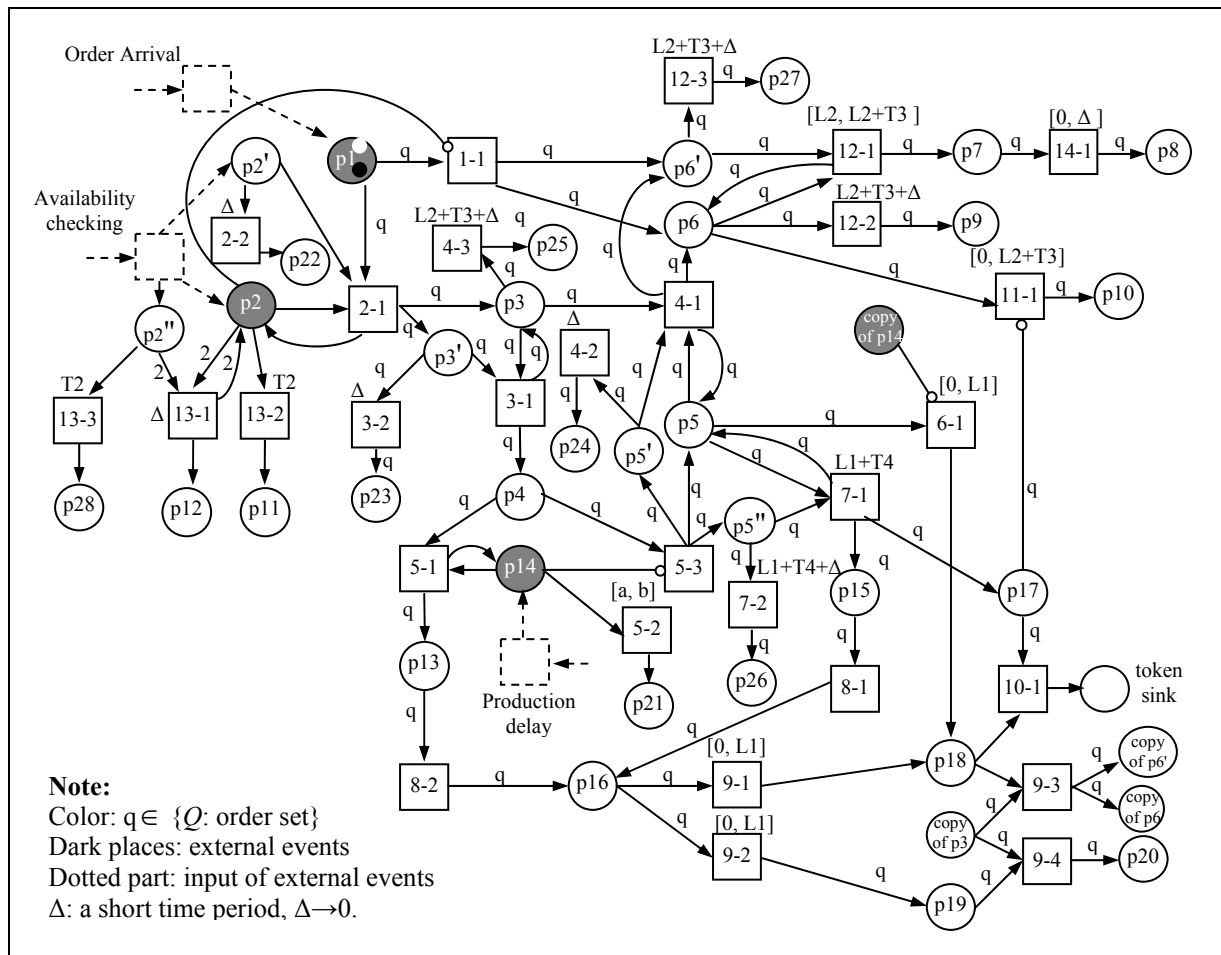 Order Arrival
L2+T3+Δ
12-3
q
p27
q
[L2, L2+T3 ]
[0, Δ ]
p2'
p1
q
1-1
q
p6'
q
12-1
q
p7
q
14-1
q
p8
Availability
checking
Δ
2-2
p22
q
L2+T3+Δ
q
4-3
p25
q
q
q
p6
q
q
L2+T3+Δ
12-2
q
p9
q
[0, L2+T3]
11-1
q
p10
p2
2-1
q
p3
q
4-1
q
p2''
q
p3'
q
q
q
Δ
4-2
q
q
copy
of p14
2
2
2
T2
13-3
Δ
13-1
T2
13-2
q
Δ
3-2
3-1
q
q
p24
p5'
p5
q
[0, L1]
6-1
p28
p12
p11
q
p23
p4
q
q
q
q
q
p5''
q
L1+T4
7-1
q
q
q
5-1
p14
5-3
q
L1+T4+Δ
7-2
q
p15
p17
q
[a, b]
5-2
q
p13
q
p21
q
p26
q
8-1
q
10-1
token
sink
Production
delay
q
8-2
q
p16
q
q
[0, L1]
9-1
p18
9-3
q
q
copy
of p6'
copy
of p6
[0, L1]
9-2
q
copy
of p3
q
q
9-4
q
p20
p19
q
Note:
Color: q∈ {Q: order set}
Dark places: external events
Dotted part: input of external events
Δ: a short time period, Δ→0.